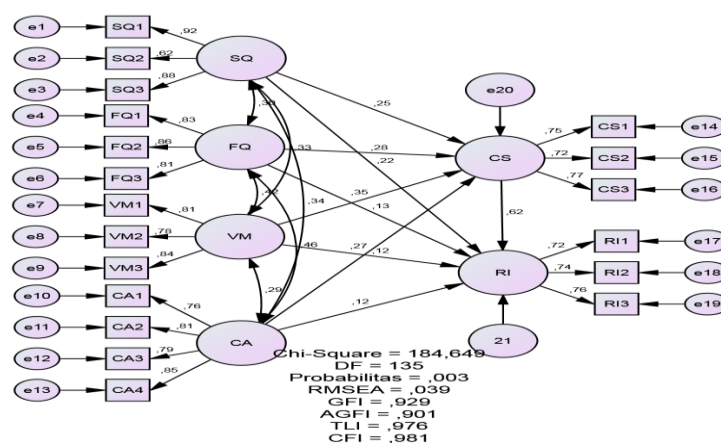 e1 SQ1 ,92
e2 SQ2 ,62
e3 SQ3 ,88
SQ
e4 FQ1 ,83
e5 FQ2 ,86
e6 FQ3 ,81
FQ
e7 VM1 ,81
e8 VM2 ,78
e9 VM3 ,84
VM
e10 CA1 ,76
e11 CA2 ,81
e12 CA3 ,79
e13 CA4 ,85
CA
,33
,34
,46
,29
,25
,22
,28
,13
,35
,27
,12
,12
e20
CS
,75 CS1 e14
,72 CS2 e15
,77 CS3 e16
,62
RI
,72 RI1 e17
,74 RI2 e18
,76 RI3 e19
21
Chi-Square = 184,649
DF = 135
Probabilitas = ,003
RMSEA = ,039
GFI = ,929
AGFI = ,901
TLI = ,976
CFI = ,981